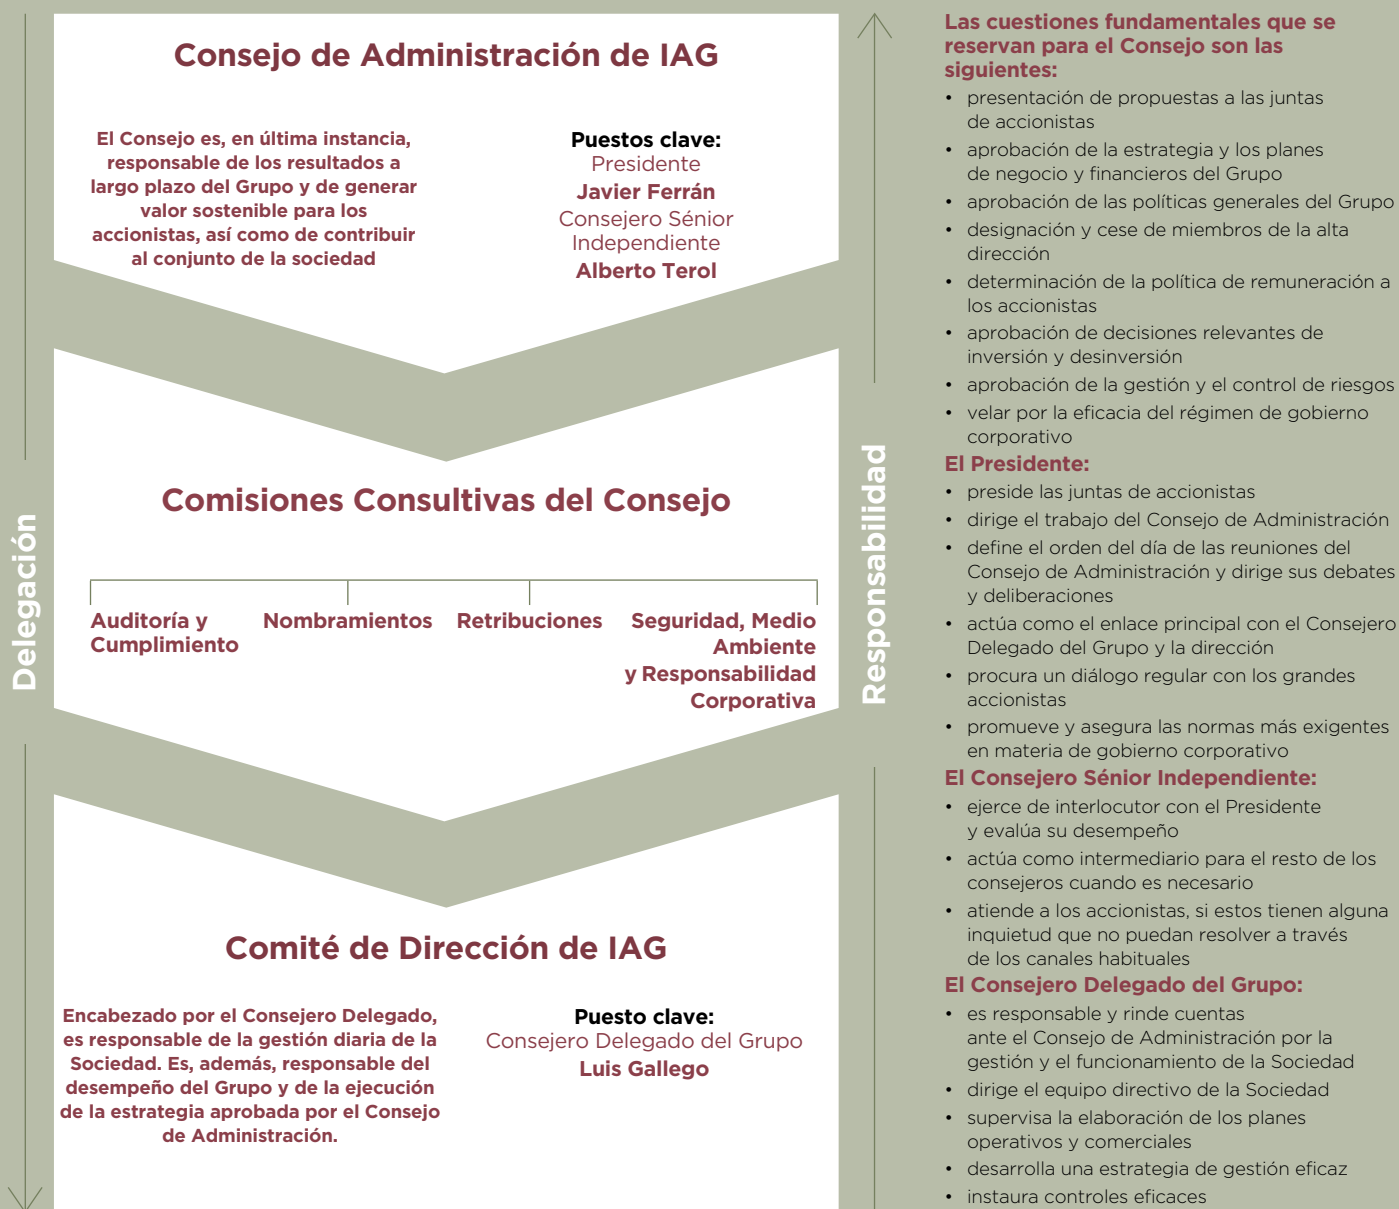 Delegación
Consejo de Administración de IAG
El Consejo es, en última instancia,
responsable de los resultados a
largo plazo del Grupo y de generar
valor sostenible para los
accionistas, así como de contribuir
al conjunto de la sociedad
Puestos clave:
Presidente
Javier Ferrán
Consejero Sénior
Independiente
Alberto Terol
Comisiones Consultivas del Consejo
Auditoría y
Cumplimiento
Nombramientos
Retribuciones
Seguridad, Medio
Ambiente
y Responsabilidad
Corporativa
Comité de Dirección de IAG
Encabezado por el Consejero Delegado,
es responsable de la gestión diaria de la
Sociedad. Es, además, responsable del
desempeño del Grupo y de la ejecución
de la estrategia aprobada por el Consejo
de Administración.
Puesto clave:
Consejero Delegado del Grupo
Luis Gallego
Responsabilidad
Las cuestiones fundamentales que se
reservan para el Consejo son las
siguientes:
• presentación de propuestas a las juntas
de accionistas
• aprobación de la estrategia y los planes
de negocio y financieros del Grupo
• aprobación de las políticas generales del Grupo
• designación y cese de miembros de la alta
dirección
• determinación de la política de remuneración a
los accionistas
• aprobación de decisiones relevantes de
inversión y desinversión
• aprobación de la gestión y el control de riesgos
• velar por la eficacia del régimen de gobierno
corporativo
El Presidente:
• preside las juntas de accionistas
• dirige el trabajo del Consejo de Administración
• define el orden del día de las reuniones del
Consejo de Administración y dirige sus debates
y deliberaciones
• actúa como el enlace principal con el Consejero
Delegado del Grupo y la dirección
• procura un diálogo regular con los grandes
accionistas
• promueve y asegura las normas más exigentes
en materia de gobierno corporativo
El Consejero Sénior Independiente:
• ejerce de interlocutor con el Presidente
y evalúa su desempeño
• actúa como intermediario para el resto de los
consejeros cuando es necesario
• atiende a los accionistas, si estos tienen alguna
inquietud que no puedan resolver a través
de los canales habituales
El Consejero Delegado del Grupo:
• es responsable y rinde cuentas
ante el Consejo de Administración por la
gestión y el funcionamiento de la Sociedad
• dirige el equipo directivo de la Sociedad
• supervisa la elaboración de los planes
operativos y comerciales
• desarrolla una estrategia de gestión eficaz
• instaura controles eficaces